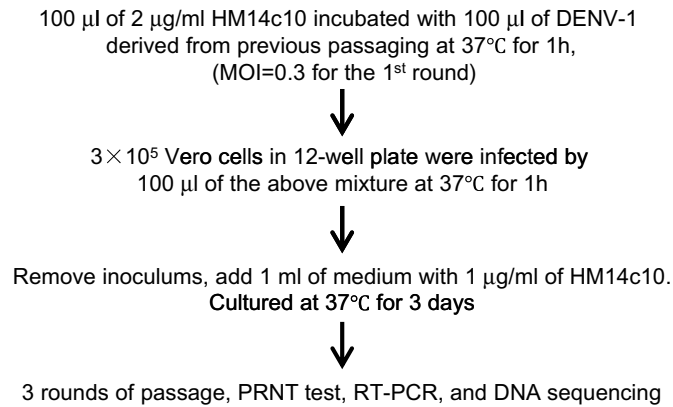 100 μl of 2 μg/ml HM14c10 incubated with 100 μl of DENV-1
derived from previous passaging at 37℃ for 1h,
(MOI=0.3 for the 1st round)
3×10⁵ Vero cells in 12-well plate were infected by
100 μl of the above mixture at 37℃ for 1h
Remove inoculums, add 1 ml of medium with 1 μg/ml of HM14c10.
Cultured at 37℃ for 3 days
3 rounds of passage, PRNT test, RT-PCR, and DNA sequencing